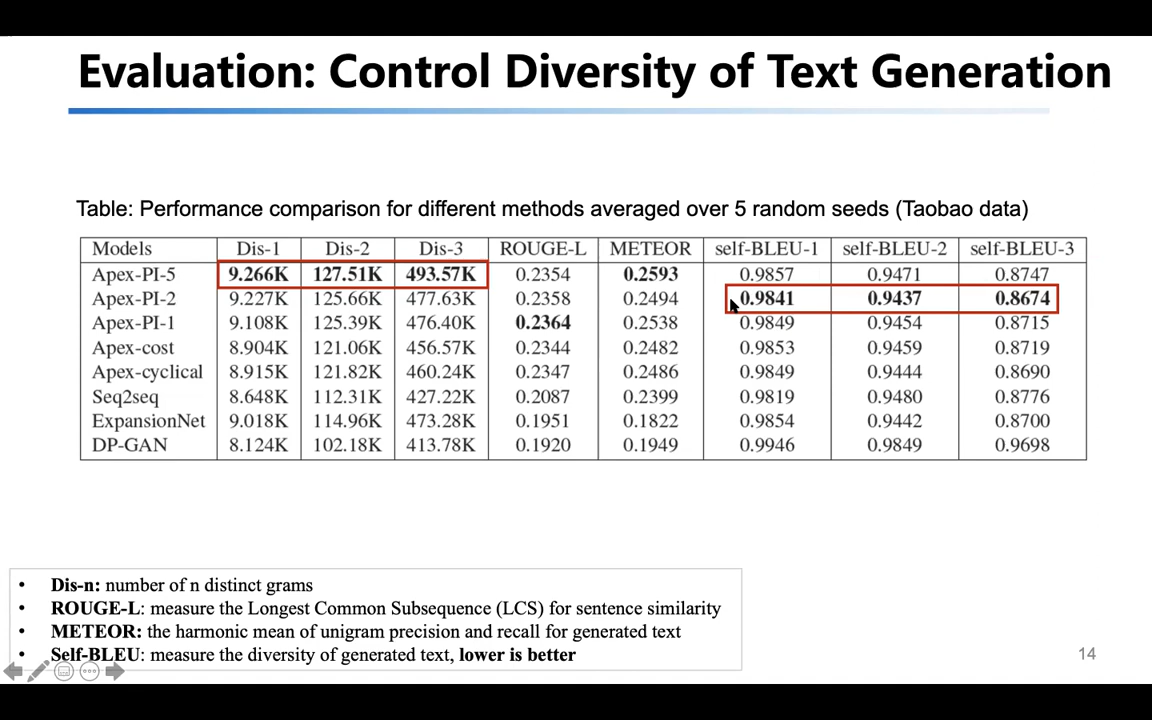 Evaluation: Control Diversity of Text Generation
Table: Performance comparison for different methods averaged over 5 random seeds (Taobao data)
Models Dis-1 Dis-2 Dis-3 ROUGE-L METEOR self-BLEU-1 self-BLEU-2 self-BLEU-3
Apex-PI-5 9.266K 127.51K 493.57K 0.2354 0.2593 0.9857 0.9471 0.8747
Apex-PI-2 9.227K 125.66K 477.63K 0.2358 0.2494 0.9841 0.9437 0.8674
Apex-PI-1 9.108K 125.39K 476.40K 0.2364 0.2538 0.9849 0.9454 0.8715
Apex-cost 8.904K 121.06K 456.57K 0.2344 0.2482 0.9853 0.9459 0.8719
Apex-cyclical 8.915K 121.82K 460.24K 0.2347 0.2486 0.9849 0.9444 0.8690
Seq2seq 8.648K 112.31K 427.22K 0.2087 0.2399 0.9819 0.9480 0.8776
ExpansionNet 9.018K 114.96K 473.28K 0.1951 0.1822 0.9854 0.9442 0.8700
DP-GAN 8.124K 102.18K 413.78K 0.1920 0.1949 0.9946 0.9849 0.9698
• Dis-n: number of n distinct grams
• ROUGE-L: measure the Longest Common Subsequence (LCS) for sentence similarity
• METEOR: the harmonic mean of unigram precision and recall for generated text
• Self-BLEU: measure the diversity of generated text, lower is better
14